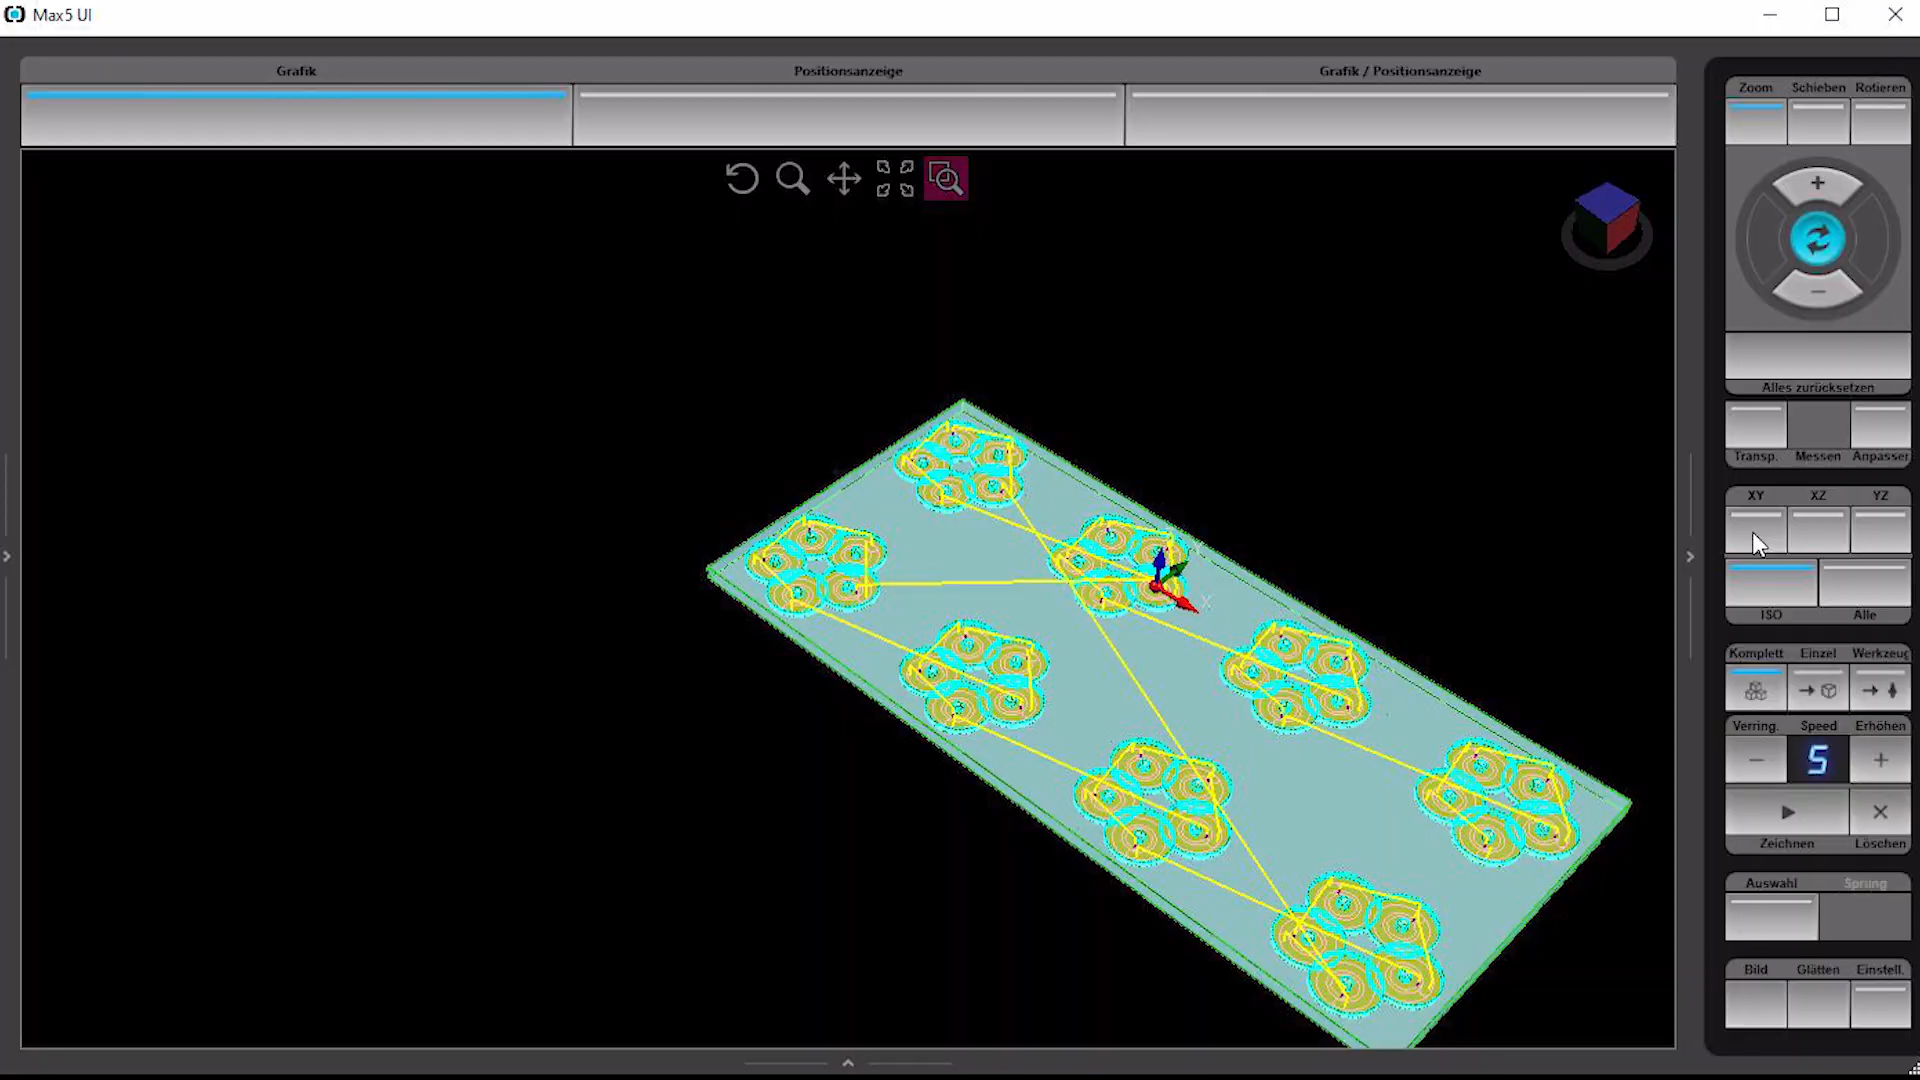 Max5 UI
Grafik
Positionsanzeige
Grafik / Positionsanzeige
Zoom Schieben Rotieren
Alles zurücksetzen
Transp. Messen Anpasser
XY XZ YZ
ISO Alle
Komplett Einzel Werkzeug
Verring. Speed Erhöhen
5
Zeichnen Löschen
Auswahl Sprung
Bild Glätten Einstell.
X